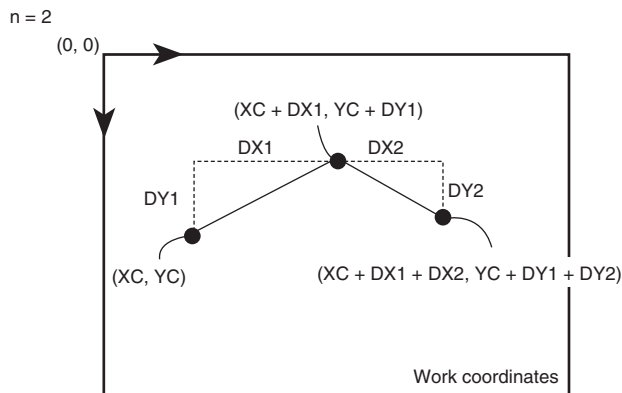 n = 2
(0, 0)
(XC + DX1, YC + DY1)
DX1
DX2
DY1
DY2
(XC, YC)
(XC + DX1 + DX2, YC + DY1 + DY2)
Work coordinates